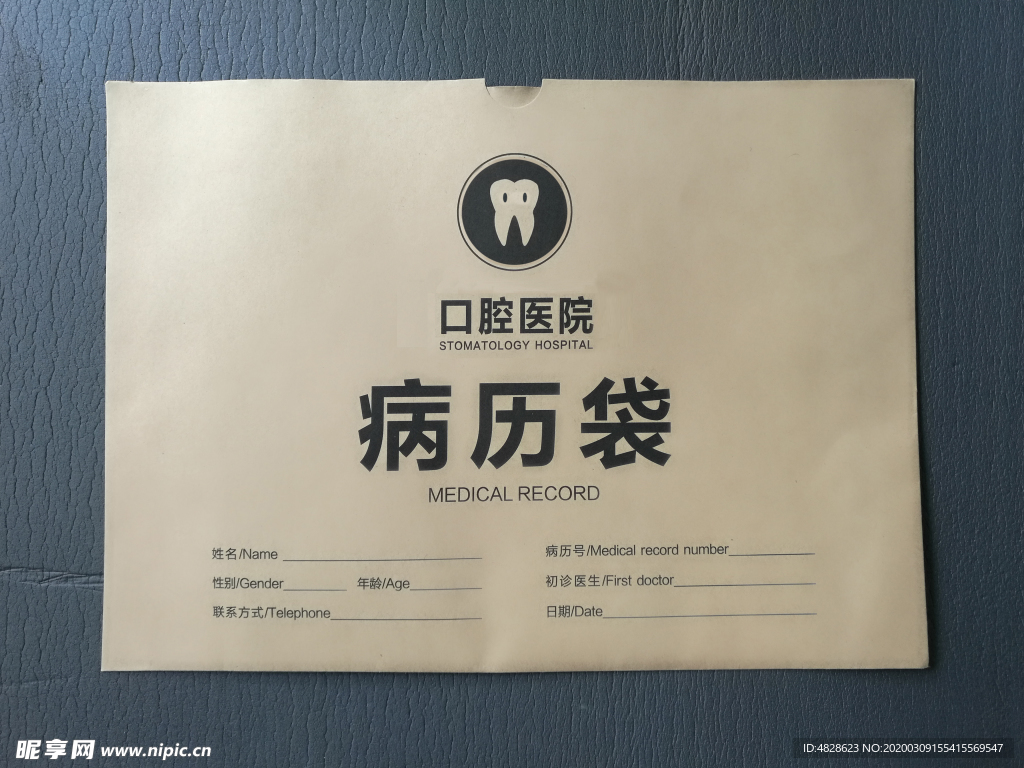 口腔医院
STOMATOLOGY HOSPITAL
病历袋
MEDICAL RECORD
姓名/Name
病历号/Medical record number
性别/Gender 年龄/Age
初诊医生/First doctor
联系方式/Telephone
日期/Date
昵享网 www.nipic.cn
ID:4828623 NO:20200309155415569547